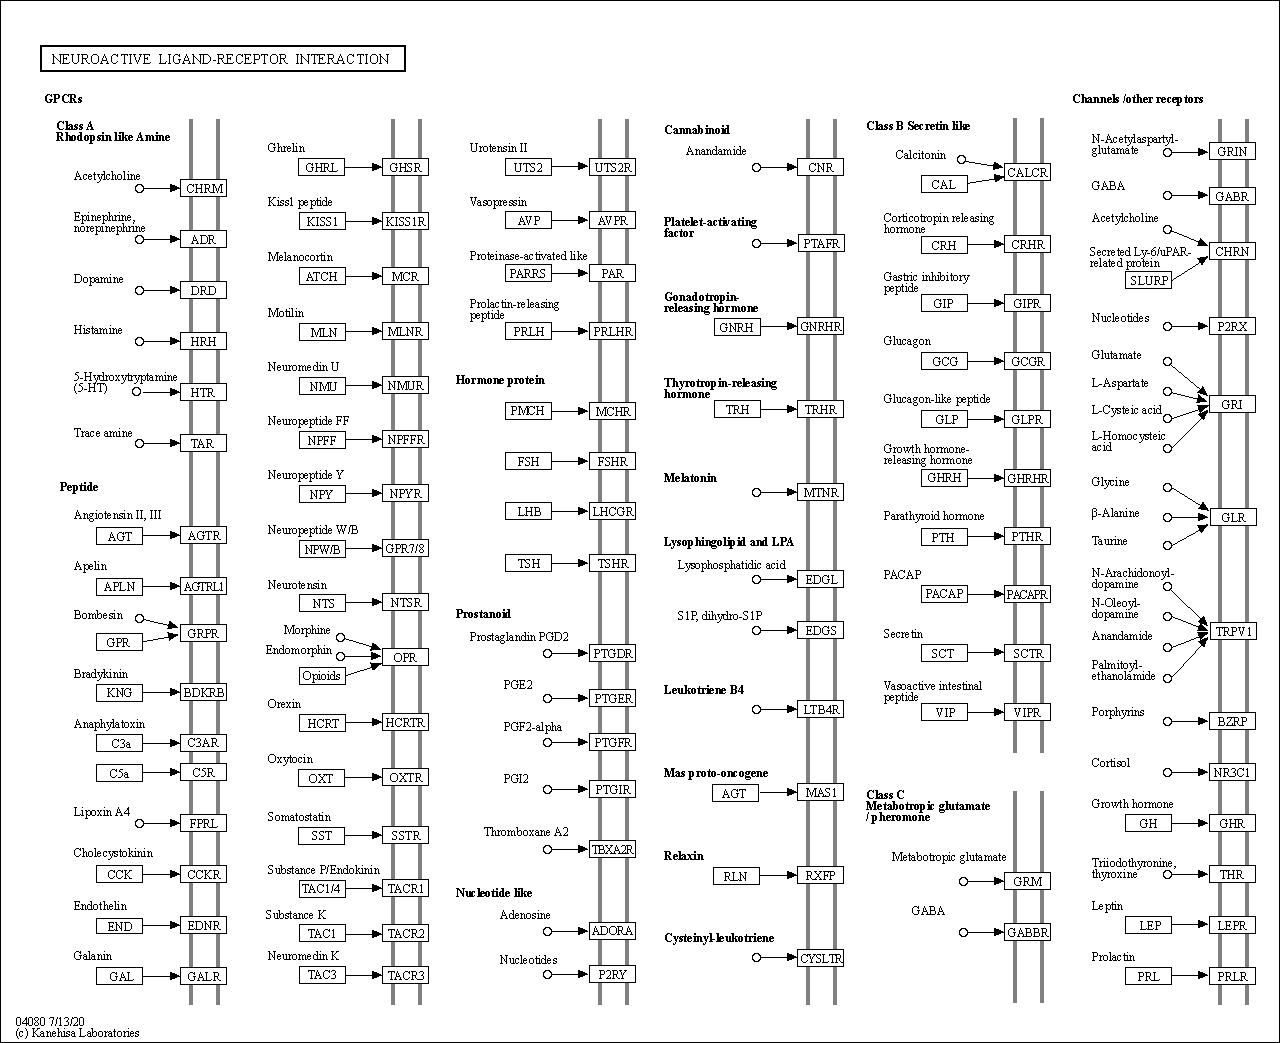 NEUROACTIVE LIGAND-RECEPTOR INTERACTION
GPCRs
Class A
Rhodopsin like Amine
Acetylcholine
CHRM
Epinephrine,
norepinephrine
ADR
Dopamine
DRD
Histamine
HRH
5-Hydroxytryptamine
(5-HT)
HTR
Trace amine
TAR
Peptide
Angiotensin II, III
AGT
AGTR
Apelin
APLN
AGTRL1
Bombesin
GPR
GRPR
Bradykinin
KNG
BDKRB
Anaphylatoxin
C3a
C3AR
C5a
C5R
Lipoxin A4
FPRL
Cholecystokinin
CCK
CCKR
Endothelin
END
EDNR
Galanin
GAL
GALR
Ghrelin
GHRL
GHSR
Kiss1 peptide
KISS1
KISS1R
Melanocortin
ATCH
MCR
Motilin
MLN
MLNR
Neuromedin U
NMU
NMUR
Neuropeptide FF
NPFF
NPFFR
Neuropeptide Y
NPY
NPYR
Neuropeptide W/B
NPW/B
GPR7/8
Neurotensin
NTS
NTSR
Morphine
Endomorphin
Opioids
OPR
Orexin
HCRT
HCRTR
Oxytocin
OXT
OXTR
Somatostatin
SST
SSTR
Substance P/Endokinin
TAC1/4
TACR1
Substance K
TAC1
TACR2
Neuromedin K
TAC3
TACR3
Urotensin II
UTS2
UTS2R
Vasopressin
AVP
AVPR
Proteinase-activated like
PARRS
PAR
Prolactin-releasing
peptide
PRLH
PRLHR
Hormone protein
PMCH
MCHR
FSH
FSHR
LHB
LHCGR
TSH
TSHR
Prostanoid
Prostaglandin PGD2
PTGDR
PGE2
PTGER
PGF2-alpha
PTGFR
PGI2
PTGIR
Thromboxane A2
TBXA2R
Nucleotide like
Adenosine
ADORA
Nucleotides
P2RY
Cannabinoid
Anandamide
CNR
Platelet-activating
factor
PTAFR
Gonadotropin-
releasing hormone
GNRH
GNRHR
Thyrotropin-releasing
hormone
TRH
TRHR
Melatonin
MTNR
Lysophingolipid and LPA
Lysophosphatidic acid
EDGL
S1P, dihydro-S1P
EDGS
Leukotriene B4
LTB4R
Mas proto-oncogene
AGT
MAS1
Relaxin
RLN
RXFP
Cysteinyl-leukotriene
CYSLTR
Class B Secretin like
Calcitonin
CAL
CALCR
Corticotropin releasing
hormone
CRH
CRHR
Gastric inhibitory
peptide
GIP
GIPR
Glucagon
GCG
GCGR
Glucagon-like peptide
GLP
GLPR
Growth hormone-
releasing hormone
GHRH
GHRHR
Parathyroid hormone
PTH
PTHR
PACAP
PACAP
PACAPR
Secretin
SCT
SCTR
Vasoactive intestinal
peptide
VIP
VIPR
Class C
Metabotropic glutamate
/ pheromone
Metabotropic glutamate
GRM
GABA
GABBR
Channels /other receptors
N-Acetylaspartyl-
glutamate
GRIN
GABA
GABR
Acetylcholine
CHRN
Secreted Ly-6/uPAR-
related protein
SLURP
Nucleotides
P2RX
Glutamate
L-Aspartate
GRI
L-Cysteic acid
L-Homocysteic
acid
Glycine
β-Alanine
GLR
Taurine
N-Arachidonoyl-
dopamine
N-Oleoyl-
dopamine
TRPV1
Anandamide
Palmitoyl-
ethanolamide
Porphyrins
BZRP
Cortisol
NR3C1
Growth hormone
GH
GHR
Triiodothyronine,
thyroxine
THR
Leptin
LEP
LEPR
Prolactin
PRL
PRLR
04080 7/13/20
(c) Kanehisa Laboratories